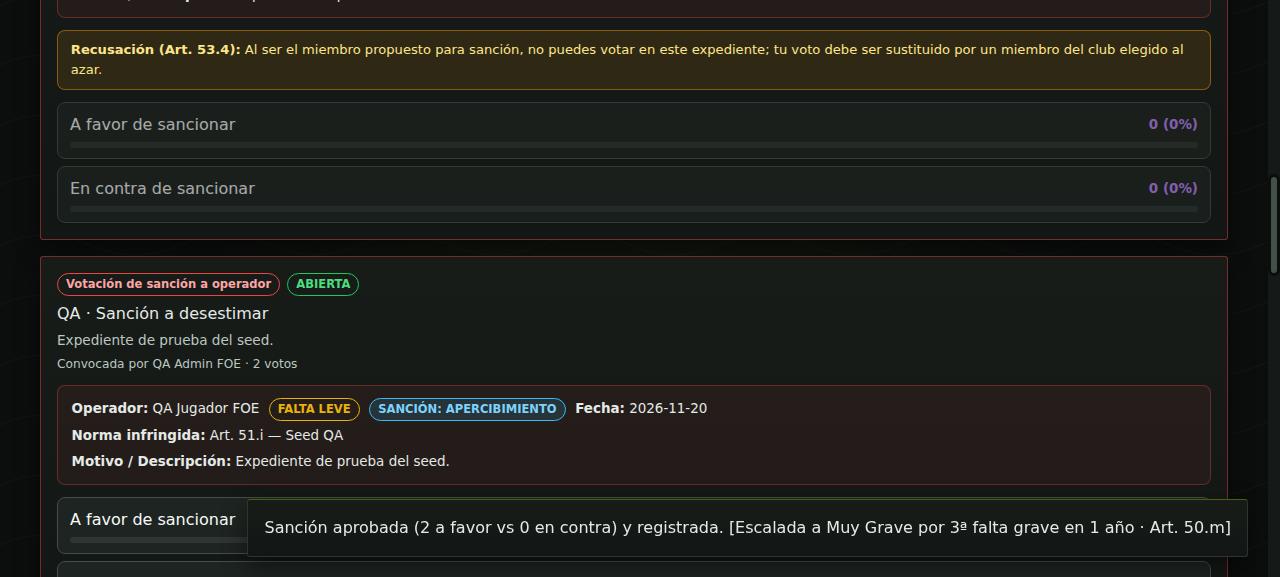 Recusación (Art. 53.4): Al ser el miembro propuesto para sanción, no puedes votar en este expediente; tu voto debe ser sustituido por un miembro del club elegido al
azar.
A favor de sancionar 0 (0%)
En contra de sancionar 0 (0%)
Votación de sanción a operador ABIERTA
QA · Sanción a desestimar
Expediente de prueba del seed.
Convocada por QA Admin FOE · 2 votos
Operador: QA Jugador FOE FALTA LEVE SANCIÓN: APERCIBIMIENTO Fecha: 2026-11-20
Norma infringida: Art. 51.i — Seed QA
Motivo / Descripción: Expediente de prueba del seed.
A favor de sancionar
Sanción aprobada (2 a favor vs 0 en contra) y registrada. [Escalada a Muy Grave por 3ª falta grave en 1 año · Art. 50.m]